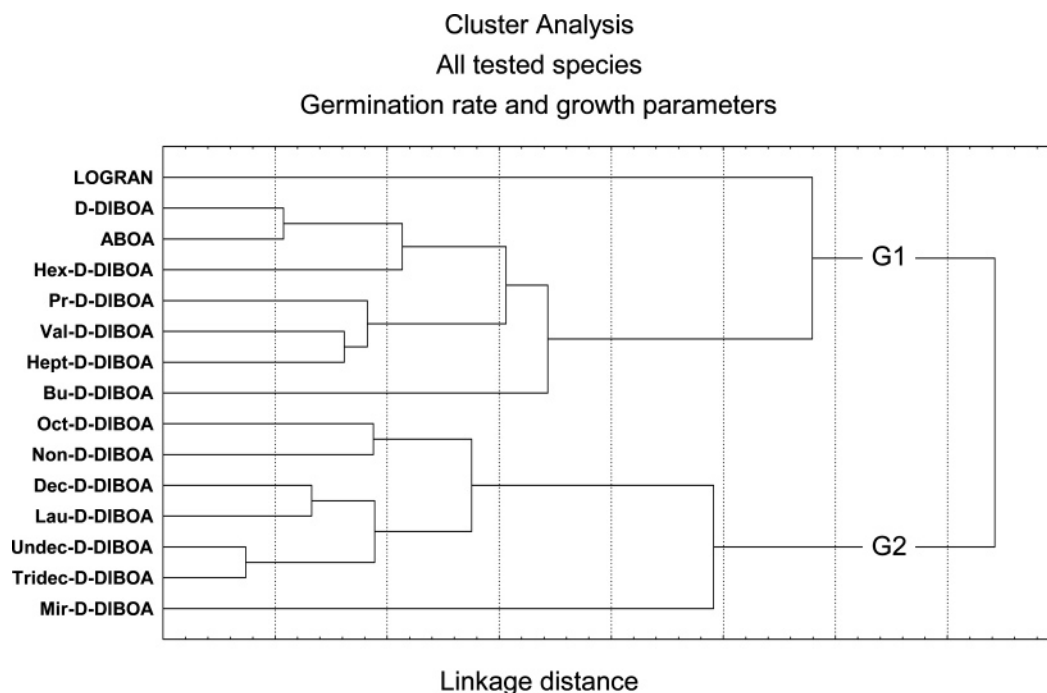 Cluster Analysis
All tested species
Germination rate and growth parameters
LOGRAN
D-DIBOA
ABOA
Hex-D-DIBOA
Pr-D-DIBOA
Val-D-DIBOA
Hept-D-DIBOA
Bu-D-DIBOA
Oct-D-DIBOA
Non-D-DIBOA
Dec-D-DIBOA
Lau-D-DIBOA
Undec-D-DIBOA
Tridec-D-DIBOA
Mir-D-DIBOA
G1
G2
Linkage distance